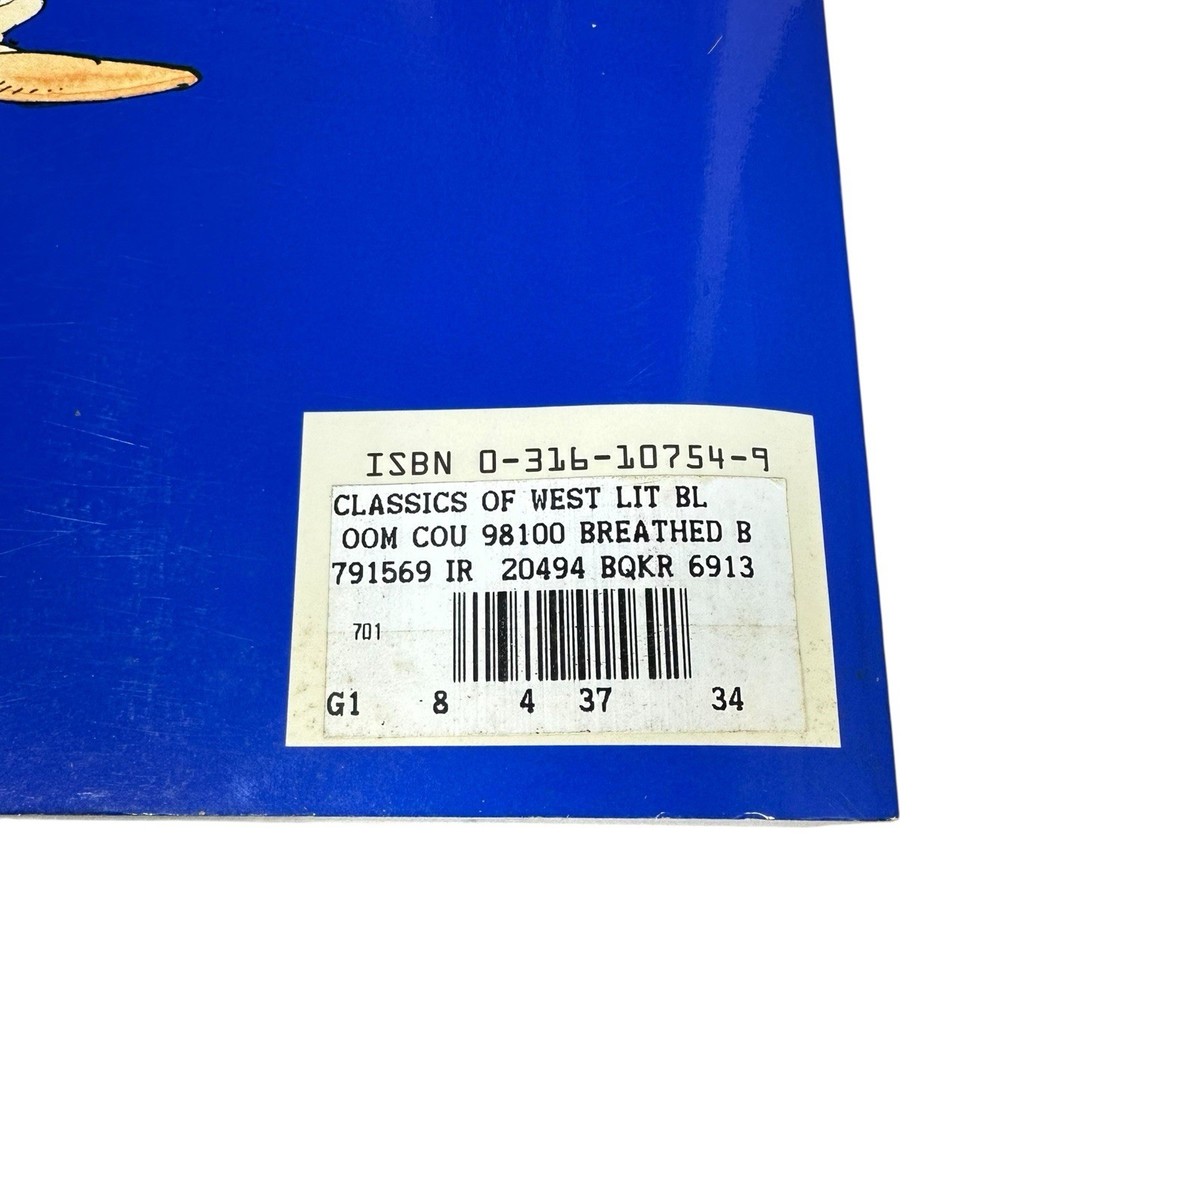 ISBN 0-316-10754-9
CLASSICS OF WEST LIT BL
OOM COU 98100 BREATHED B
791569 IR 20494 BQKR 6913
701
G1 8 4 37 34